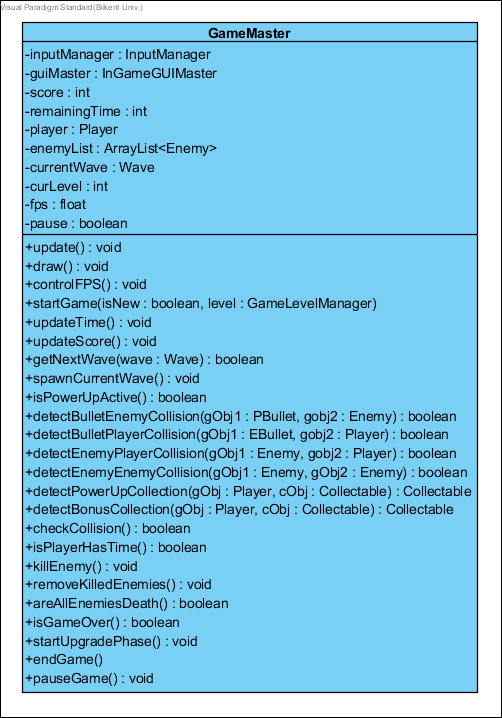 Visual Paradigm Standard(Bilkent Univ.)
GameMaster
-inputManager : InputManager
-guiMaster : InGameGUIMaster
-score : int
-remainingTime : int
-player : Player
-enemyList : ArrayList<Enemy>
-currentWave : Wave
-curLevel : int
-fps : float
-pause : boolean
+update() : void
+draw() : void
+controlFPS() : void
+startGame(isNew : boolean, level : GameLevelManager)
+updateTime() : void
+updateScore() : void
+getNextWave(wave : Wave) : boolean
+spawnCurrentWave() : void
+isPowerUpActive() : boolean
+detectBulletEnemyCollision(gObj1 : PBullet, gobj2 : Enemy) : boolean
+detectBulletPlayerCollision(gObj1 : EBullet, gobj2 : Player) : boolean
+detectEnemyPlayerCollision(gObj1 : Enemy, gobj2 : Player) : boolean
+detectEnemyEnemyCollision(gObj1 : Enemy, gObj2 : Enemy) : boolean
+detectPowerUpCollection(gObj : Player, cObj : Collectable) : Collectable
+detectBonusCollection(gObj : Player, cObj : Collectable) : Collectable
+checkCollision() : boolean
+isPlayerHasTime() : boolean
+killEnemy() : void
+removeKilledEnemies() : void
+areAllEnemiesDeath() : boolean
+isGameOver() : boolean
+startUpgradePhase() : void
+endGame()
+pauseGame() : void